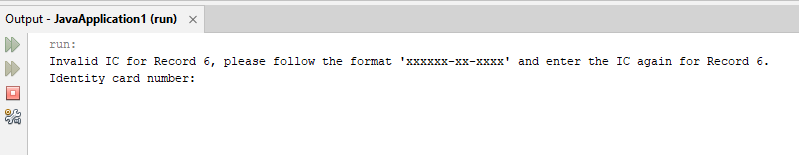 Output - JavaApplication1 (run) ×
run:
Invalid IC for Record 6, please follow the format 'xxxxxx-xx-xxxx' and enter the IC again for Record 6.
Identity card number: